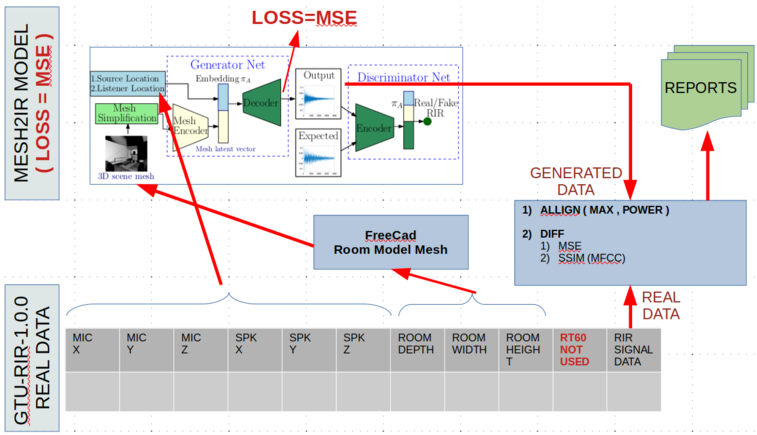 LOSS=MSE
MESH2IR MODEL
( LOSS = MSE )
Generator Net
1.Source Location
2.Listener Location
Embedding πA
Mesh
Simplification
Mesh
Encoder
Decoder
Mesh latent vector
3D scene mesh
Output
Expected
Discriminator Net
Encoder
πA
Real/Fake
RIR
REPORTS
GENERATED
DATA
1) ALLIGN ( MAX , POWER )
2) DIFF
1) MSE
2) SSIM (MFCC)
FreeCad
Room Model Mesh
REAL
DATA
GTU-RIR-1.0.0
REAL DATA
MIC
X
MIC
Y
MIC
Z
SPK
X
SPK
Y
SPK
Z
ROOM
DEPTH
ROOM
WIDTH
ROOM
HEIGH
T
RT60
NOT
USED
RIR
SIGNAL
DATA